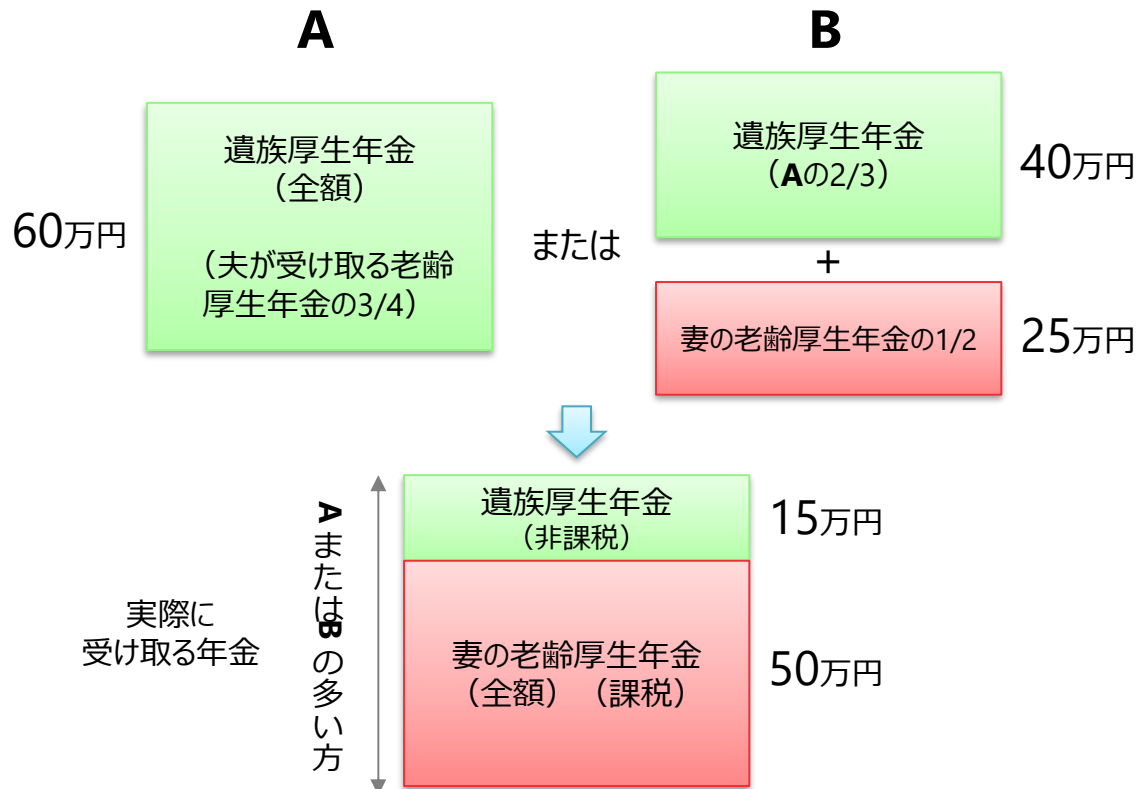 A
B
遺族厚生年金
（全額）
（夫が受け取る老齢
厚生年金の3/4）
60万円
または
遺族厚生年金
（Aの2/3）
40万円
+
妻の老齢厚生年金の1/2
25万円
AまたはBの多い方
実際に
受け取る年金
遺族厚生年金
（非課税）
15万円
妻の老齢厚生年金
（全額）（課税）
50万円